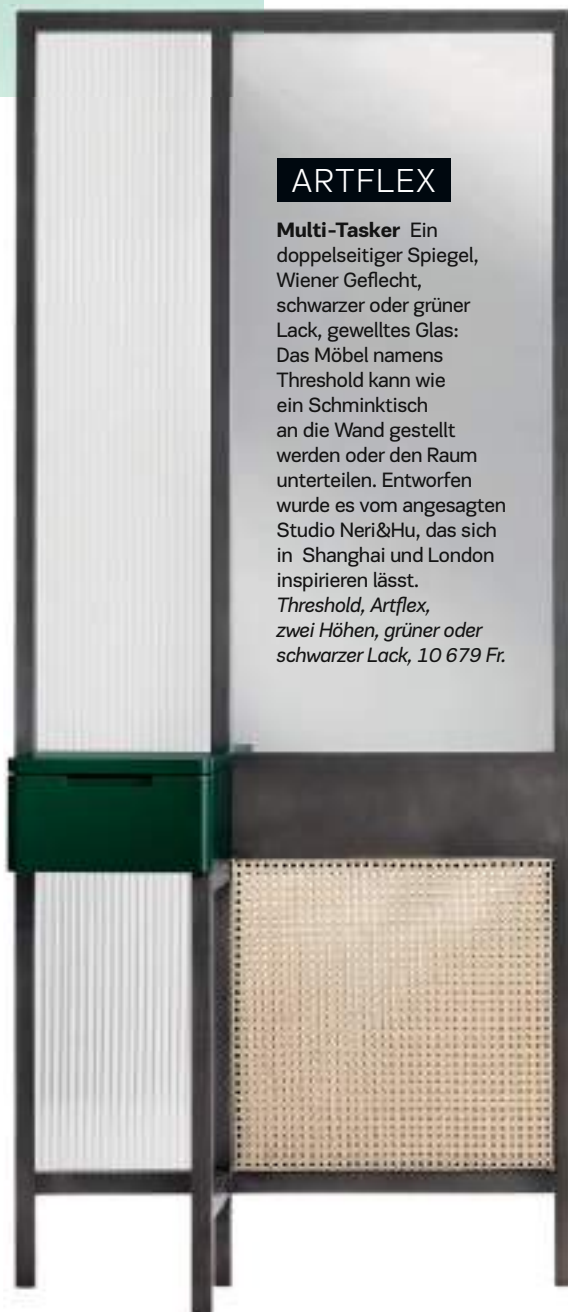 ARTFLEX
Multi-Tasker Ein
doppelseitiger Spiegel,
Wiener Geflecht,
schwarzer oder grüner
Lack, gewelltes Glas:
Das Möbel namens
Threshold kann wie
ein Schminktisch
an die Wand gestellt
werden oder den Raum
unterteilen. Entworfen
wurde es vom angesagten
Studio Neri&Hu, das sich
in Shanghai und London
inspirieren lässt.
Threshold, Artflex,
zwei Höhen, grüner oder
schwarzer Lack, 10 679 Fr.